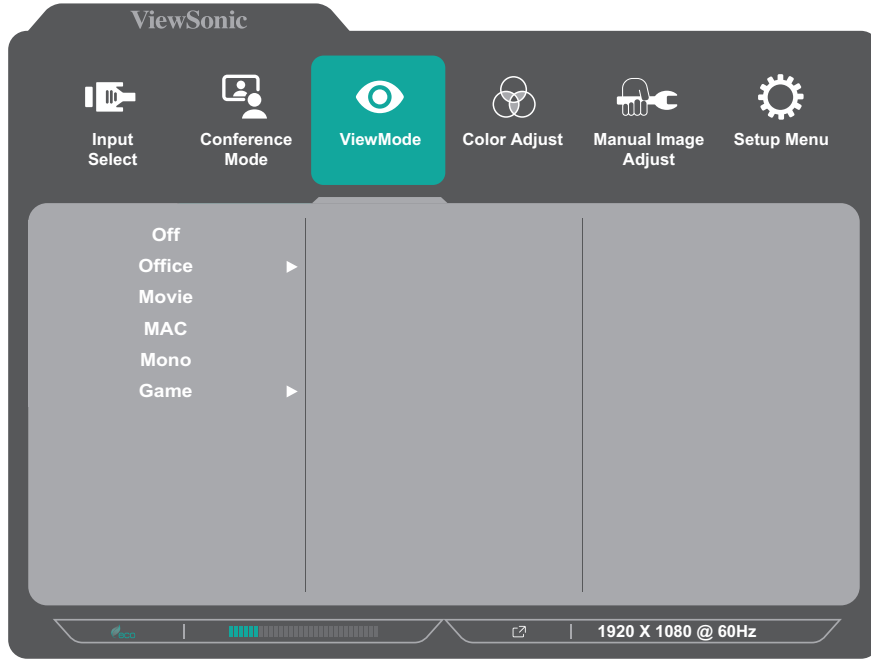 ViewSonic
Input
Select
Conference
Mode
ViewMode
Color Adjust
Manual Image
Adjust
Setup Menu
Off
Office
Movie
MAC
Mono
Game
ECO
1920 X 1080 @ 60Hz